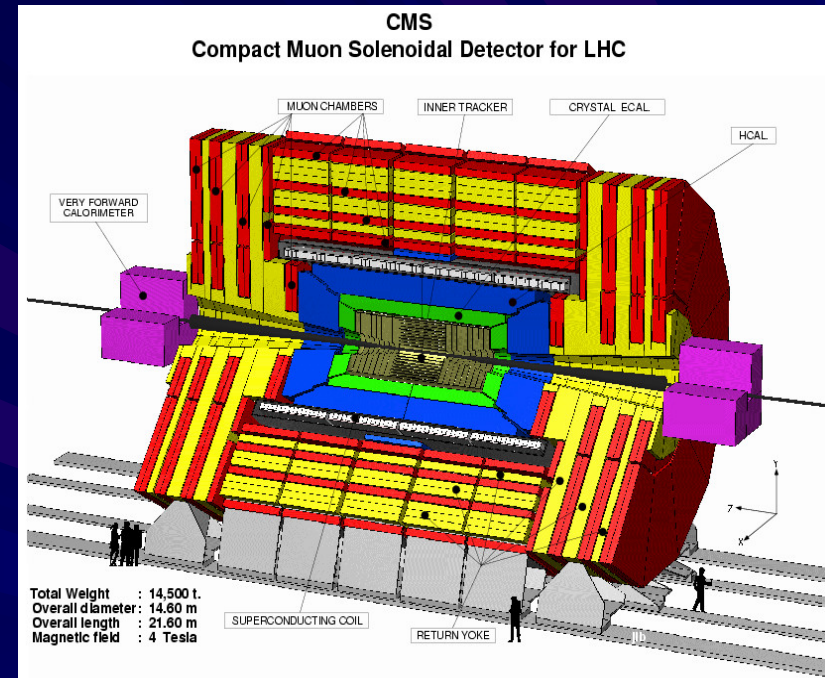 CMS
Compact Muon Solenoidal Detector for LHC
MUON CHAMBERS
INNER TRACKER
CRYSTAL ECAL
HCAL
VERY FORWARD
CALORIMETER
Y
Z
X
Total Weight : 14,500 t.
Overall diameter : 14.60 m
Overall length : 21.60 m
Magnetic field : 4 Tesla
SUPERCONDUCTING COIL
RETURN YOKE